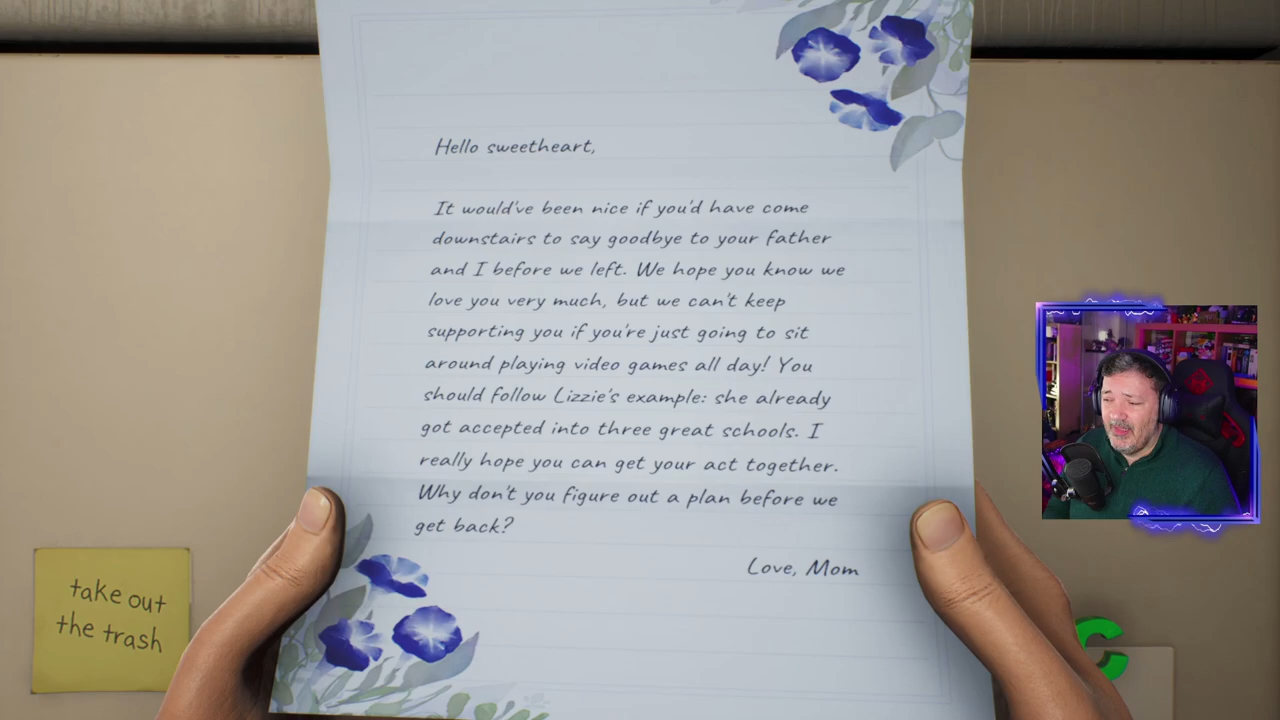 Hello sweetheart,
It would've been nice if you'd have come
downstairs to say goodbye to your father
and I before we left. We hope you know we
love you very much, but we can't keep
supporting you if you're just going to sit
around playing video games all day! You
should follow Lizzie's example: she already
got accepted into three great schools. I
really hope you can get your act together.
Why don't you figure out a plan before we
get back?
Love, Mom
take out
the trash